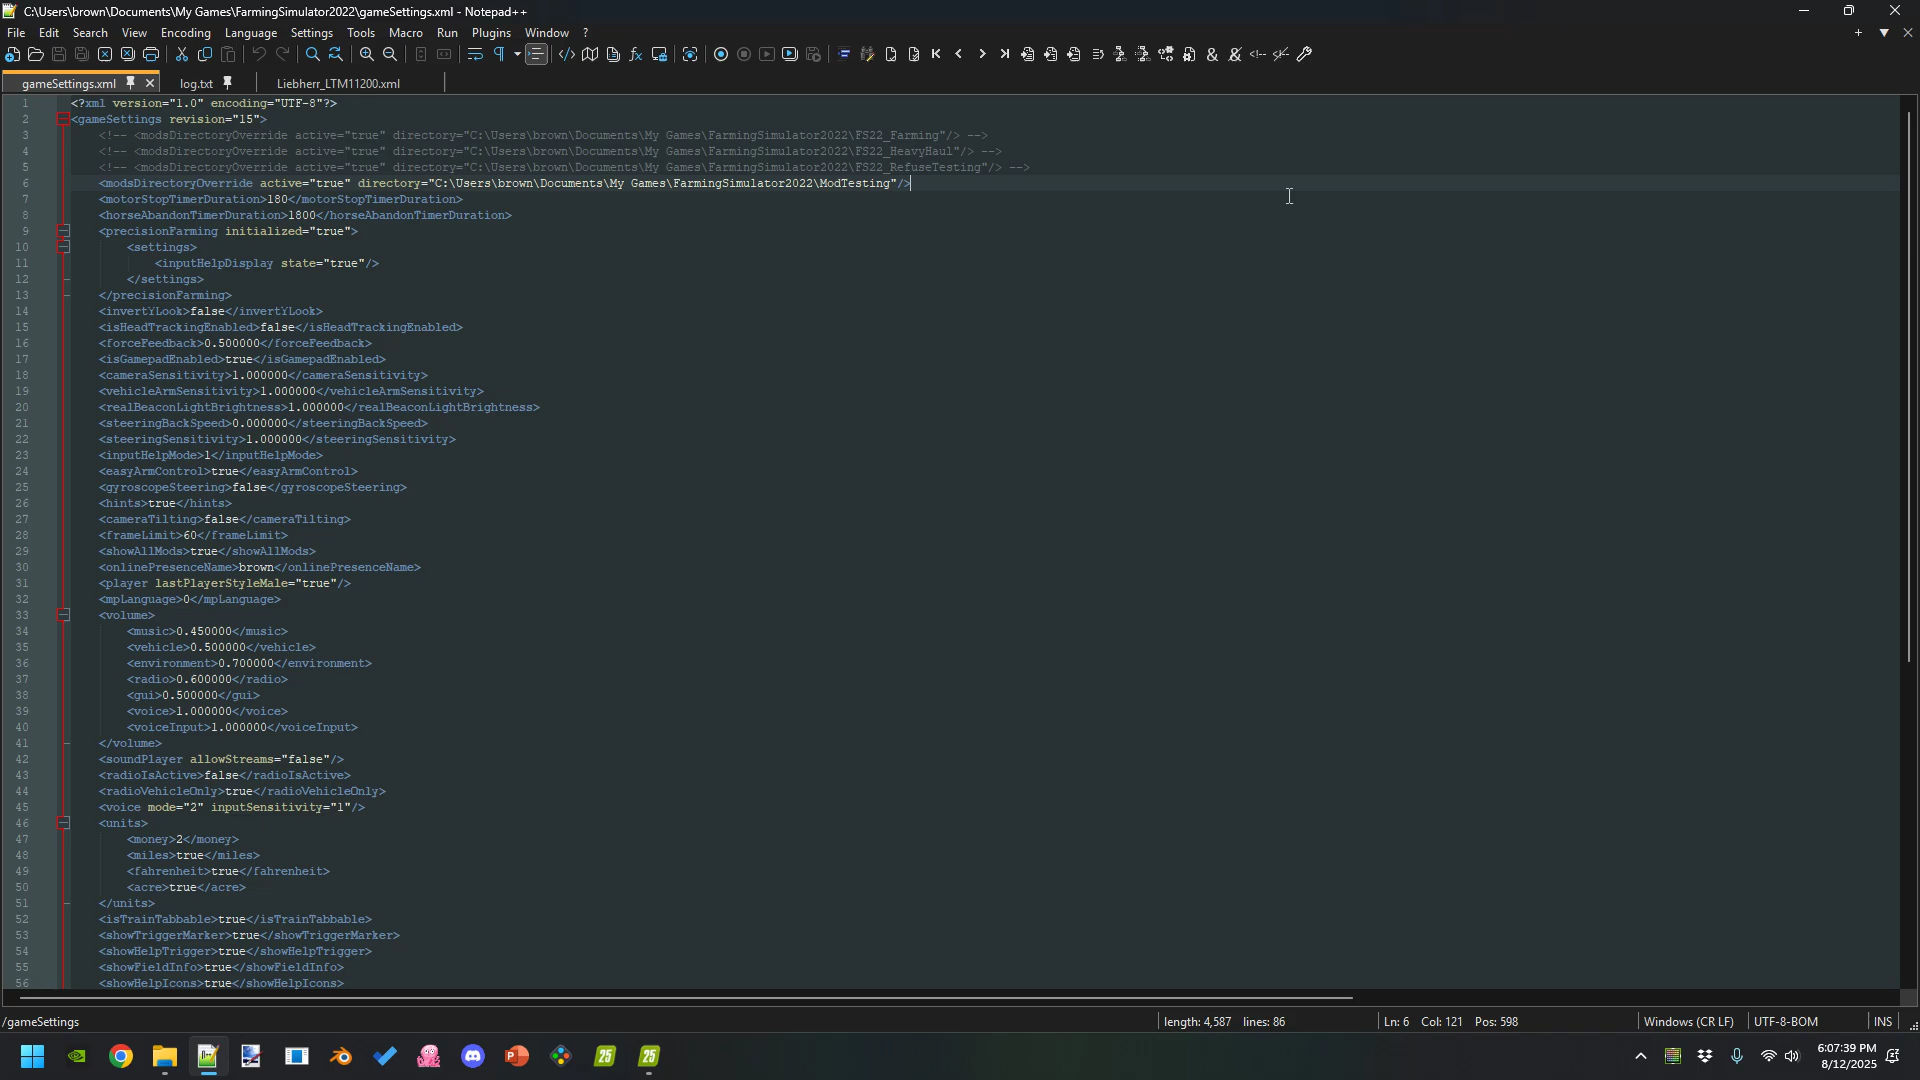 C:\Users\brown\Documents\My Games\FarmingSimulator2022\gameSettings.xml - Notepad++
File Edit Search View Encoding Language Settings Tools Macro Run Plugins Window ?
gameSettings.xml log.txt Liebherr_LTM11200.xml
1 <?xml version="1.0" encoding="UTF-8"?>
2 <gameSettings revision="15">
3 <!-- <modsDirectoryOverride active="true" directory="C:\Users\brown\Documents\My Games\FarmingSimulator2022\FS22_Farming"/> -->
4 <!-- <modsDirectoryOverride active="true" directory="C:\Users\brown\Documents\My Games\FarmingSimulator2022\FS22_HeavyHaul"/> -->
5 <!-- <modsDirectoryOverride active="true" directory="C:\Users\brown\Documents\My Games\FarmingSimulator2022\FS22_RefuseTesting"/> -->
6 <modsDirectoryOverride active="true" directory="C:\Users\brown\Documents\My Games\FarmingSimulator2022\ModTesting"/>
7 <motorStopTimerDuration>180</motorStopTimerDuration>
8 <horseAbandonTimerDuration>1800</horseAbandonTimerDuration>
9 <precisionFarming initialized="true">
10 <settings>
11 <inputHelpDisplay state="true"/>
12 </settings>
13 </precisionFarming>
14 <invertYLook>false</invertYLook>
15 <isHeadTrackingEnabled>false</isHeadTrackingEnabled>
16 <forceFeedback>0.500000</forceFeedback>
17 <isGamepadEnabled>true</isGamepadEnabled>
18 <cameraSensitivity>1.000000</cameraSensitivity>
19 <vehicleArmSensitivity>1.000000</vehicleArmSensitivity>
20 <realBeaconLightBrightness>1.000000</realBeaconLightBrightness>
21 <steeringBackSpeed>0.000000</steeringBackSpeed>
22 <steeringSensitivity>1.000000</steeringSensitivity>
23 <inputHelpMode>1</inputHelpMode>
24 <easyArmControl>true</easyArmControl>
25 <gyroscopeSteering>false</gyroscopeSteering>
26 <hints>true</hints>
27 <cameraTilting>false</cameraTilting>
28 <frameLimit>60</frameLimit>
29 <showAllMods>true</showAllMods>
30 <onlinePresenceName>brown</onlinePresenceName>
31 <player lastPlayerStyleMale="true"/>
32 <mpLanguage>0</mpLanguage>
33 <volume>
34 <music>0.450000</music>
35 <vehicle>0.500000</vehicle>
36 <environment>0.700000</environment>
37 <radio>0.600000</radio>
38 <gui>0.500000</gui>
39 <voice>1.000000</voice>
40 <voiceInput>1.000000</voiceInput>
41 </volume>
42 <soundPlayer allowStreams="false"/>
43 <radioIsActive>false</radioIsActive>
44 <radioVehicleOnly>true</radioVehicleOnly>
45 <voice mode="2" inputSensitivity="1"/>
46 <units>
47 <money>2</money>
48 <miles>true</miles>
49 <fahrenheit>true</fahrenheit>
50 <acre>true</acre>
51 </units>
52 <isTrainTabbable>true</isTrainTabbable>
53 <showTriggerMarker>true</showTriggerMarker>
54 <showHelpTrigger>true</showHelpTrigger>
55 <showFieldInfo>true</showFieldInfo>
56 <showHelpIcons>true</showHelpIcons>
/gameSettings length: 4,587 lines: 86 Ln: 6 Col: 121 Pos: 598 Windows (CR LF) UTF-8-BOM INS
25 25
6:07:39 PM
8/12/2025